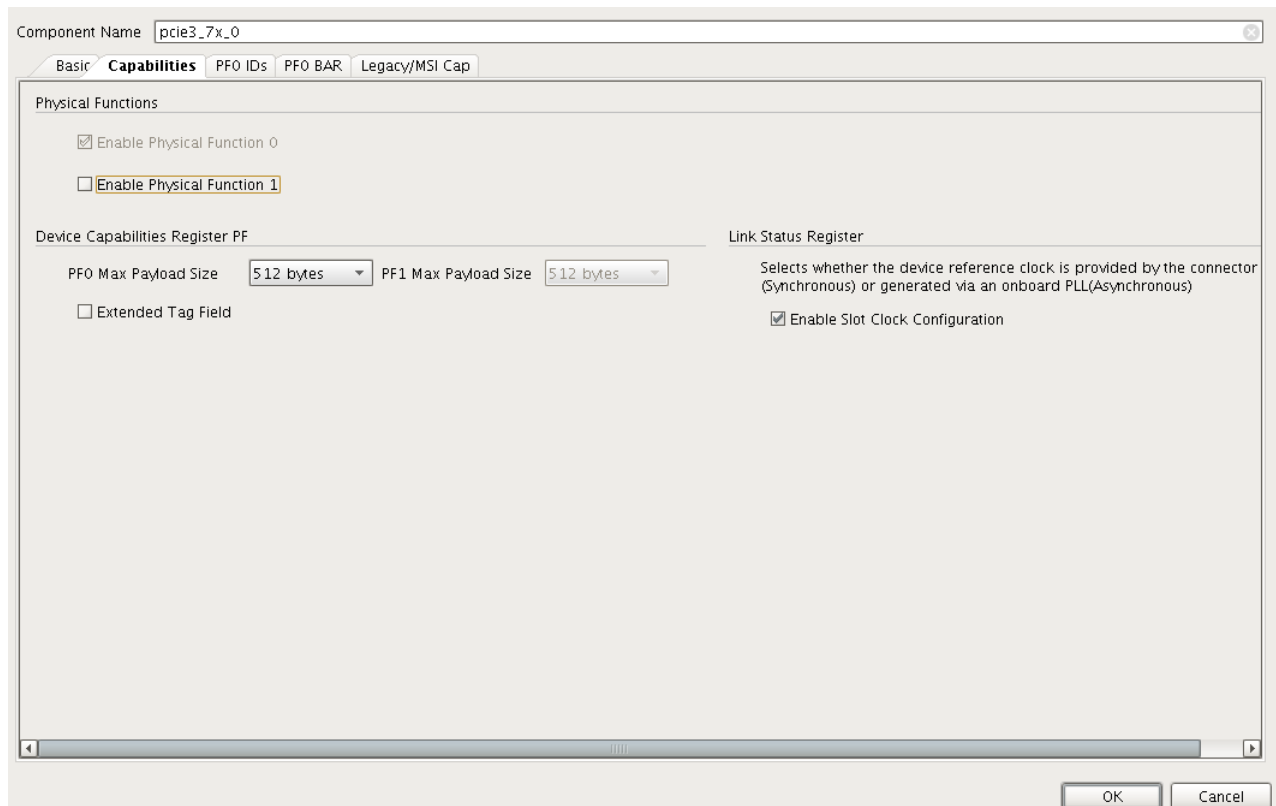 Component Name pcie3_7x_0
Basic Capabilities PF0 IDs PF0 BAR Legacy/MSI Cap
Physical Functions
Enable Physical Function 0
Enable Physical Function 1
Device Capabilities Register PF
PF0 Max Payload Size 512 bytes PF1 Max Payload Size 512 bytes
Extended Tag Field
Link Status Register
Selects whether the device reference clock is provided by the connector
(Synchronous) or generated via an onboard PLL(Asynchronous)
Enable Slot Clock Configuration
OK Cancel